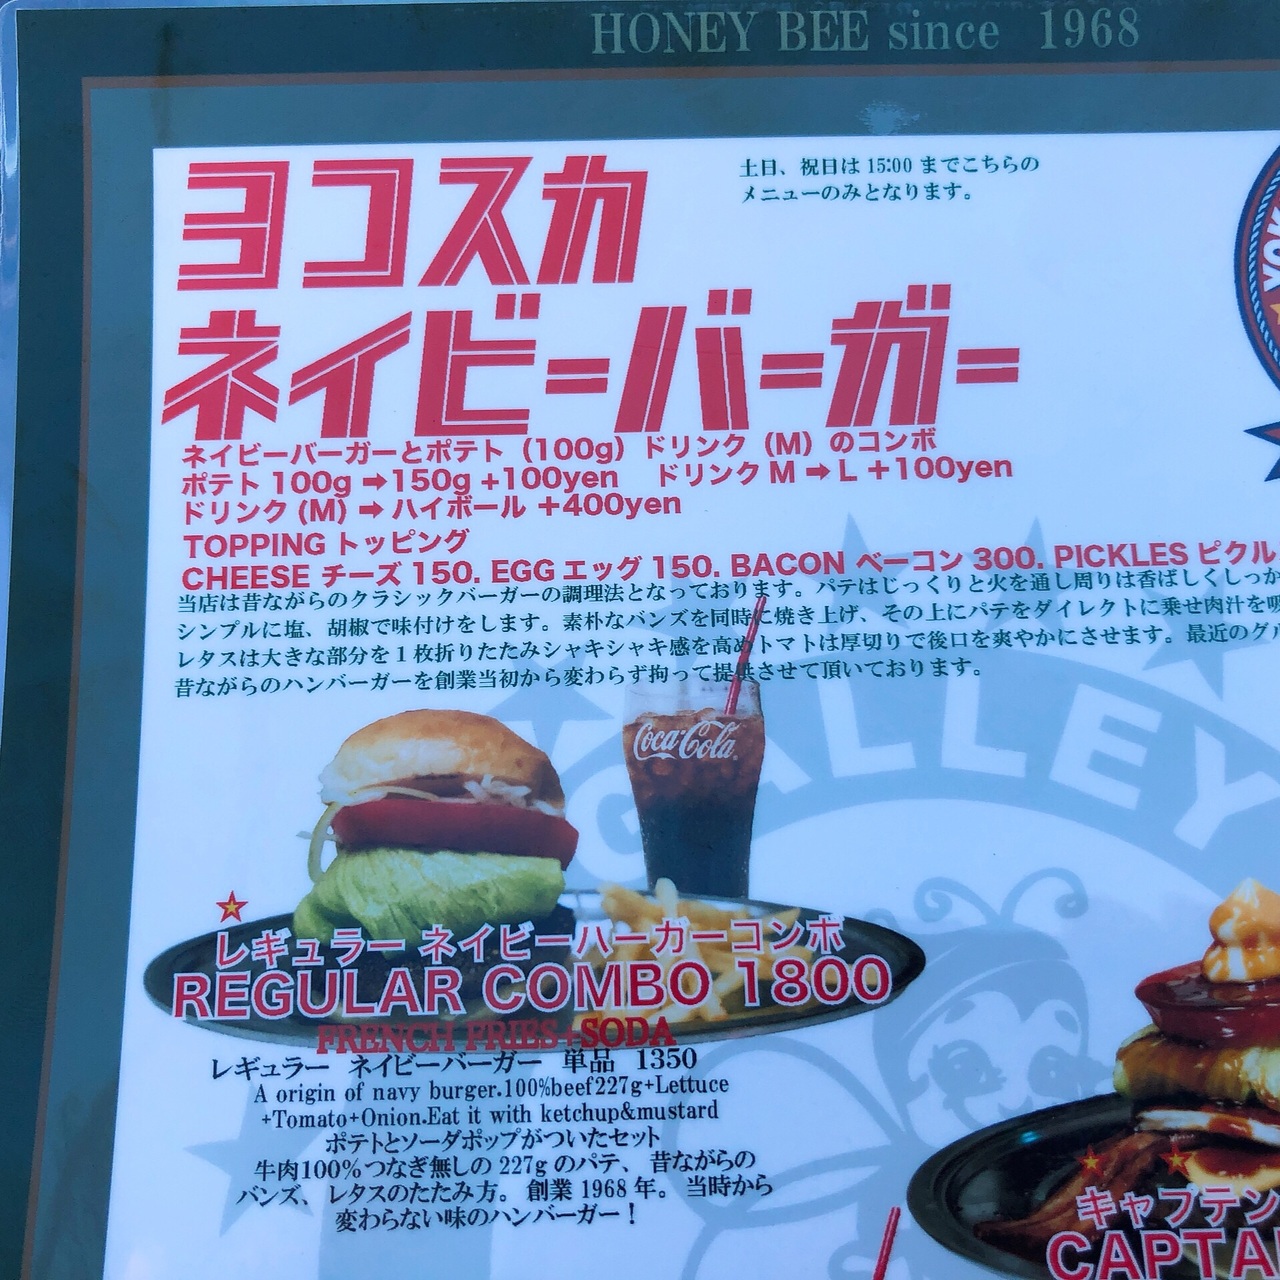 HONEY BEE since 1968
土日、祝日は 15:00 までこちらの
メニューのみとなります。
ヨコスカ
ネイビーバーガー
ネイビーバーガーとポテト（100g）ドリンク（M）のコンボ
ポテト 100g ➡150g +100yen ドリンク M ➡ L +100yen
ドリンク (M) ➡ ハイボール +400yen
TOPPING トッピング
CHEESE チーズ 150. EGG エッグ 150. BACON ベーコン 300. PICKLES ピクル
当店は昔ながらのクラシックバーガーの調理法となっております。パテはじっくりと火を通し周りは香ばしくしっか
シンプルに塩、胡椒で味付けをします。素朴なバンズを同時に焼き上げ、その上にパテをダイレクトに乗せ肉汁を吸
レタスは大きな部分を１枚折りたたみシャキシャキ感を高めトマトは厚切りで後口を爽やかにさせます。最近のグル
昔ながらのハンバーガーを創業当初から変わらず拘って提供させて頂いております。
GALLEY
Coca-Cola
レギュラー ネイビーバーガーコンボ
REGULAR COMBO 1800
FRENCH FRIES+SODA
レギュラー ネイビーバーガー 単品 1350
A origin of navy burger.100%beef227g+Lettuce
+Tomato+Onion.Eat it with ketchup&mustard
ポテトとソーダポップがついたセット
牛肉100%つなぎ無しの 227g のパテ、昔ながらの
バンズ、レタスのたたみ方。創業 1968 年。当時から
変わらない味のハンバーガー！
YOK
キャプテン
CAPTA